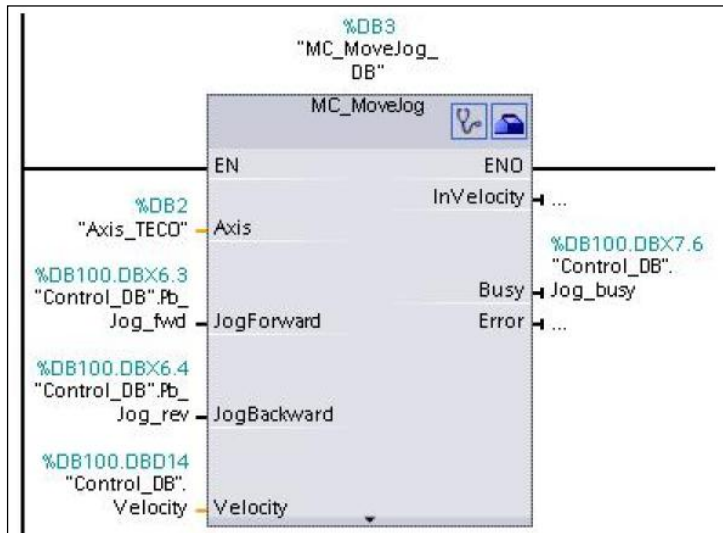 %DB3
"MC_MoveJog_
DB"
MC_MoveJog
EN
ENO
InVelocity
...
%DB2
"Axis_TECO"
Axis
%DB100.DBX7.6
"Control_DB".
Busy
Jog_busy
%DB100.DBX6.3
"Control_DB".Pb_
Jog_fwd
JogForward
Error
...
%DB100.DBX6.4
"Control_DB".Pb_
Jog_rev
JogBackward
%DB100.DBD14
"Control_DB".
Velocity
Velocity